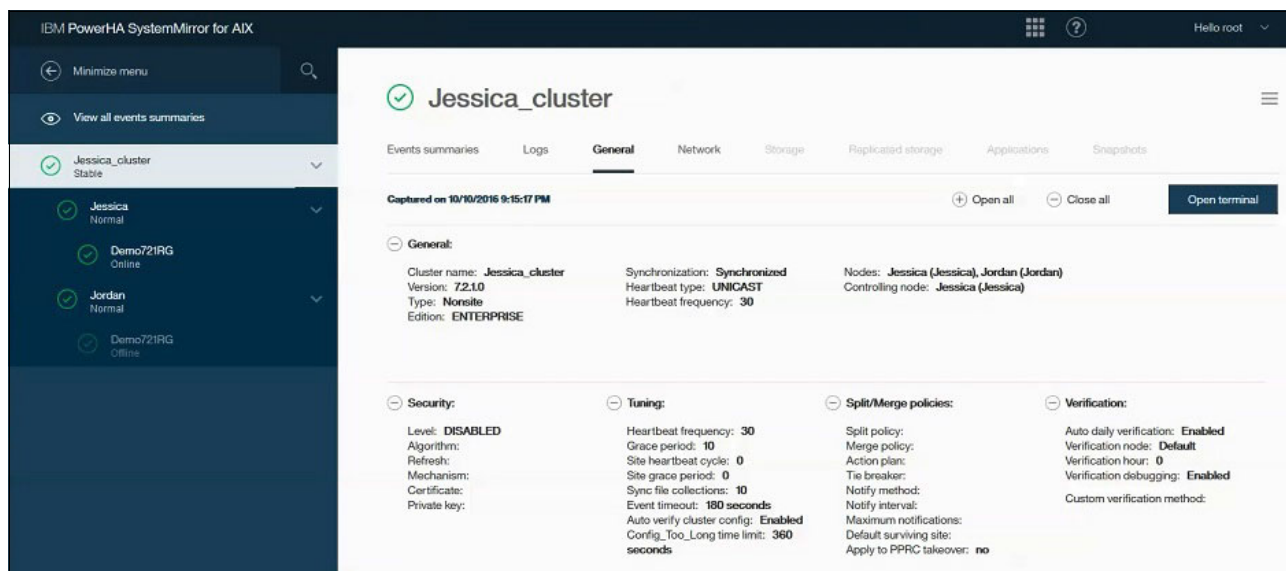 IBM PowerHA SystemMirror for AIX
Hello root
Minimize menu
View all events summaries
Jessica_cluster
Stable
Jessica
Normal
Demo721RG
Online
Jordan
Normal
Demo721RG
Offline
Jessica_cluster
Events summaries Logs General Network Storage Replicated storage Applications Snapshots
Captured on 10/10/2016 9:15:17 PM
Open all Close all Open terminal
General:
Cluster name: Jessica_cluster
Version: 7.2.1.0
Type: Nonsite
Edition: ENTERPRISE
Synchronization: Synchronized
Heartbeat type: UNICAST
Heartbeat frequency: 30
Nodes: Jessica (Jessica), Jordan (Jordan)
Controlling node: Jessica (Jessica)
Security:
Level: DISABLED
Algorithm:
Refresh:
Mechanism:
Certificate:
Private key:
Tuning:
Heartbeat frequency: 30
Grace period: 10
Site heartbeat cycle: 0
Site grace period: 0
Sync file collections: 10
Event timeout: 180 seconds
Auto verify cluster config: Enabled
Config_Too_Long time limit: 360
seconds
Split/Merge policies:
Split policy:
Merge policy:
Action plan:
Tie breaker:
Notify method:
Notify interval:
Maximum notifications:
Default surviving site:
Apply to PPRC takeover: no
Verification:
Auto daily verification: Enabled
Verification node: Default
Verification hour: 0
Verification debugging: Enabled
Custom verification method: